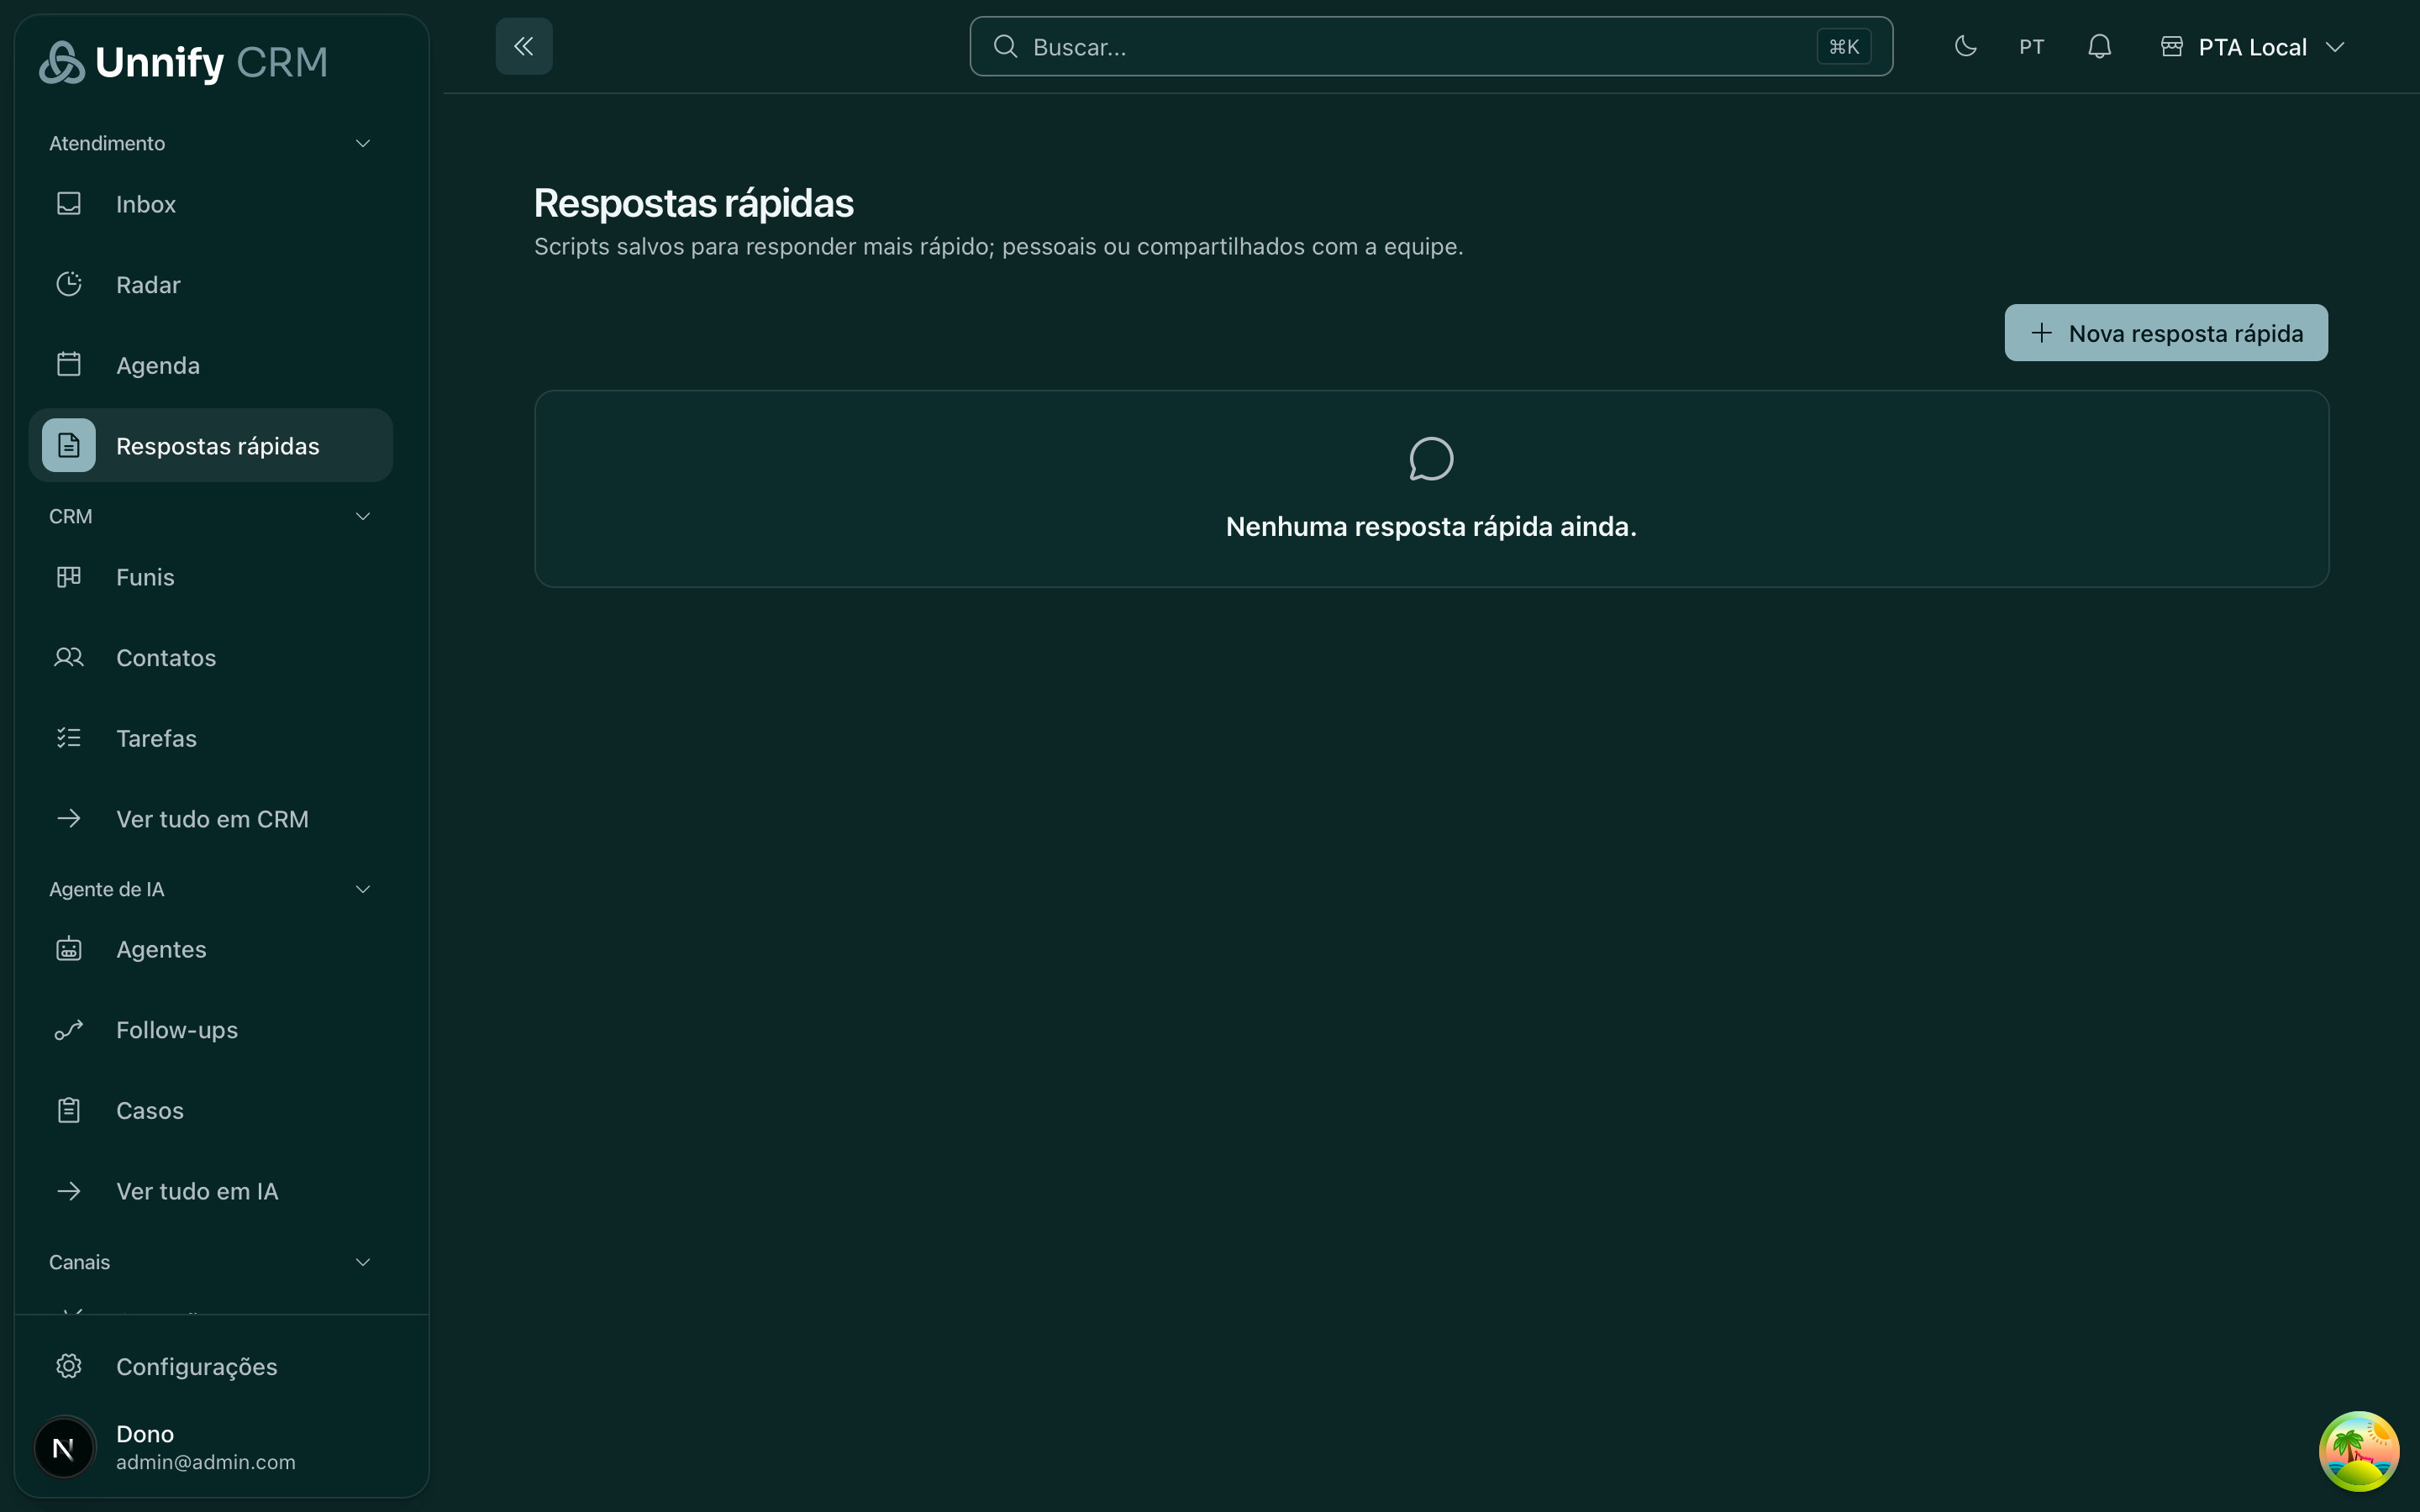 Unnify CRM
Buscar...
⌘K
PT
PTA Local
Atendimento
Inbox
Radar
Agenda
Respostas rápidas
CRM
Funis
Contatos
Tarefas
Ver tudo em CRM
Agente de IA
Agentes
Follow-ups
Casos
Ver tudo em IA
Canais
Configurações
N
Dono
admin@admin.com
Respostas rápidas
Scripts salvos para responder mais rápido; pessoais ou compartilhados com a equipe.
Nova resposta rápida
Nenhuma resposta rápida ainda.